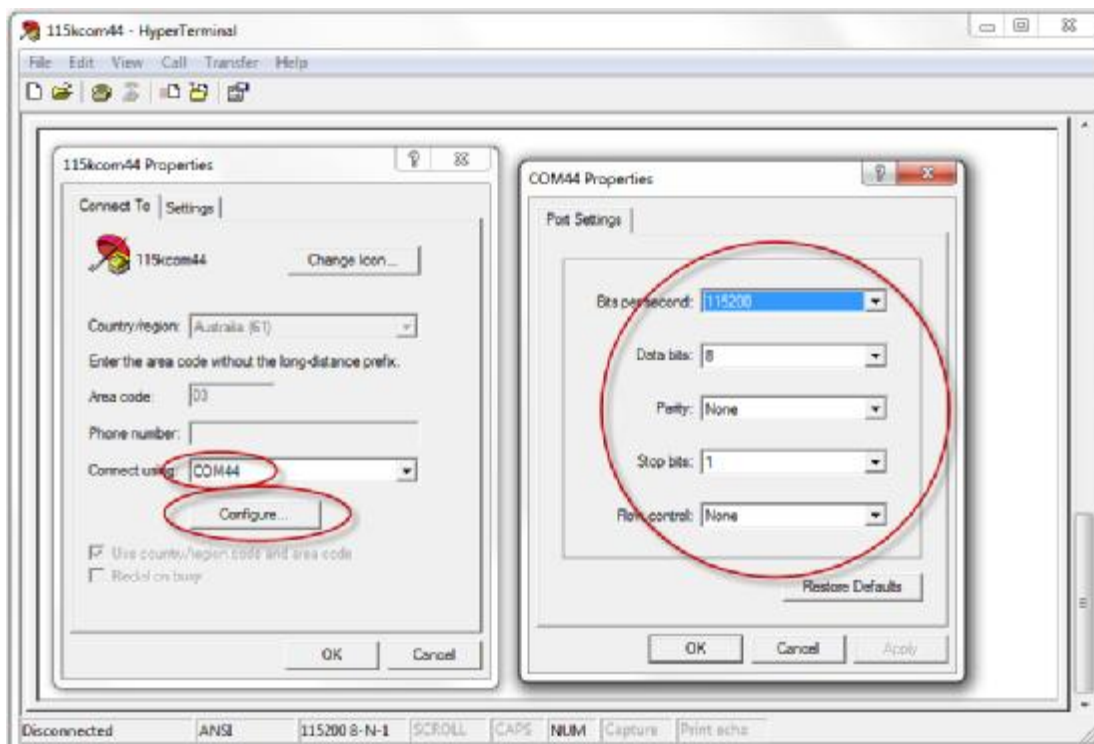 115kcom44 - HyperTerminal
File Edit View Call Transfer Help
115kcom44 Properties
Connect To Settings
115kcom44 Change Icon...
Country/region: Australia (61)
Enter the area code without the long-distance prefix.
Area code: 03
Phone number:
Connect using: COM44
Configure...
Use country/region code and area code
Redial on busy
OK Cancel
COM44 Properties
Port Settings
Bits per second: 115200
Data bits: 8
Parity: None
Stop bits: 1
Flow control: None
Restore Defaults
OK Cancel Apply
Disconnected ANSI 115200 8-N-1 SCROLL CAPS NUM Capture Print echo